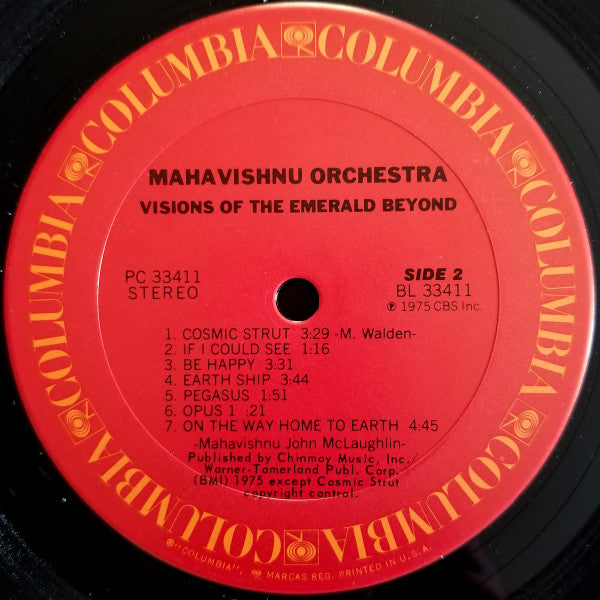 COLUMBIA COLUMBIA COLUMBIA COLUMBIA COLUMBIA COLUMBIA
MAHAVISHNU ORCHESTRA
VISIONS OF THE EMERALD BEYOND
PC 33411
STEREO
SIDE 2
BL 33411
℗ 1975 CBS Inc.
1. COSMIC STRUT 3:29 -M. Walden-
2. IF I COULD SEE 1:16
3. BE HAPPY 3:31
4. EARTH SHIP 3:44
5. PEGASUS 1:51
6. OPUS 1 :21
7. ON THE WAY HOME TO EARTH 4:45
-Mahavishnu John McLaughlin-
Published by Chinmoy Music, Inc./
Warner-Tamerland Publ. Corp.
(BMI) 1975 except Cosmic Strut
copyright control.
®"COLUMBIA", MARCAS REG. PRINTED IN U.S.A.